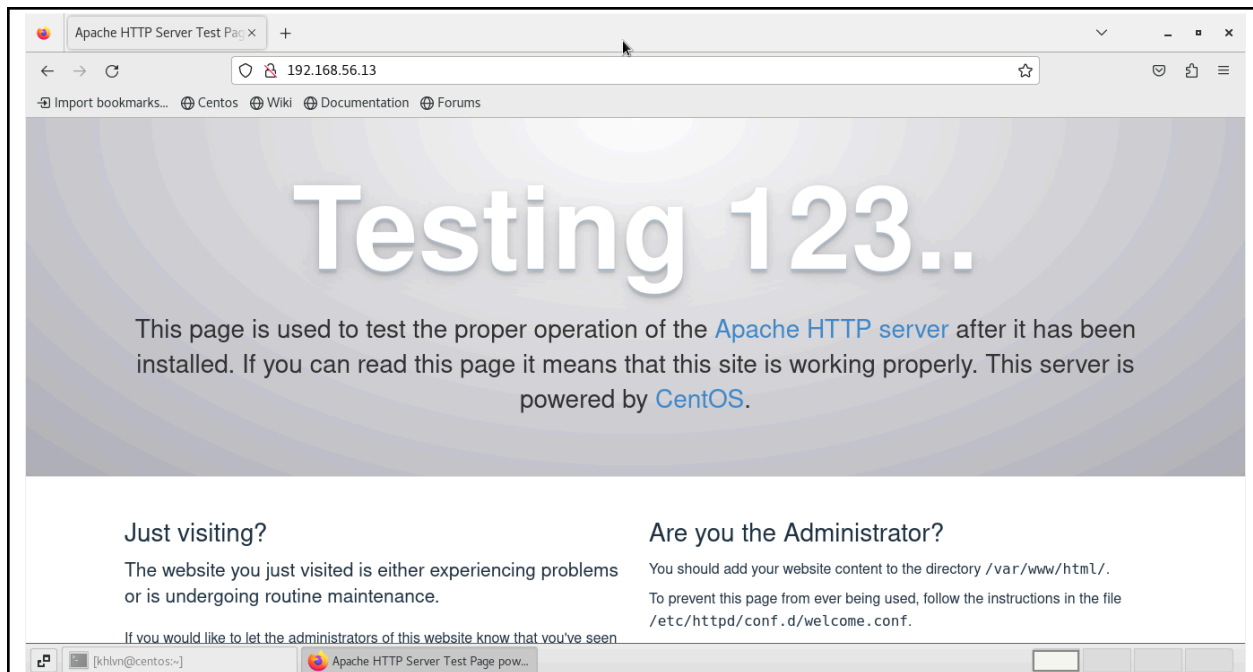 Apache HTTP Server Test Pag
192.168.56.13
Import bookmarks... Centos Wiki Documentation Forums
Testing 123..
This page is used to test the proper operation of the Apache HTTP server after it has been
installed. If you can read this page it means that this site is working properly. This server is
powered by CentOS.
Just visiting?
The website you just visited is either experiencing problems
or is undergoing routine maintenance.
If you would like to let the administrators of this website know that you've seen
Are you the Administrator?
You should add your website content to the directory /var/www/html/.
To prevent this page from ever being used, follow the instructions in the file
/etc/httpd/conf.d/welcome.conf.
[khlvn@centos:~] Apache HTTP Server Test Page pow...